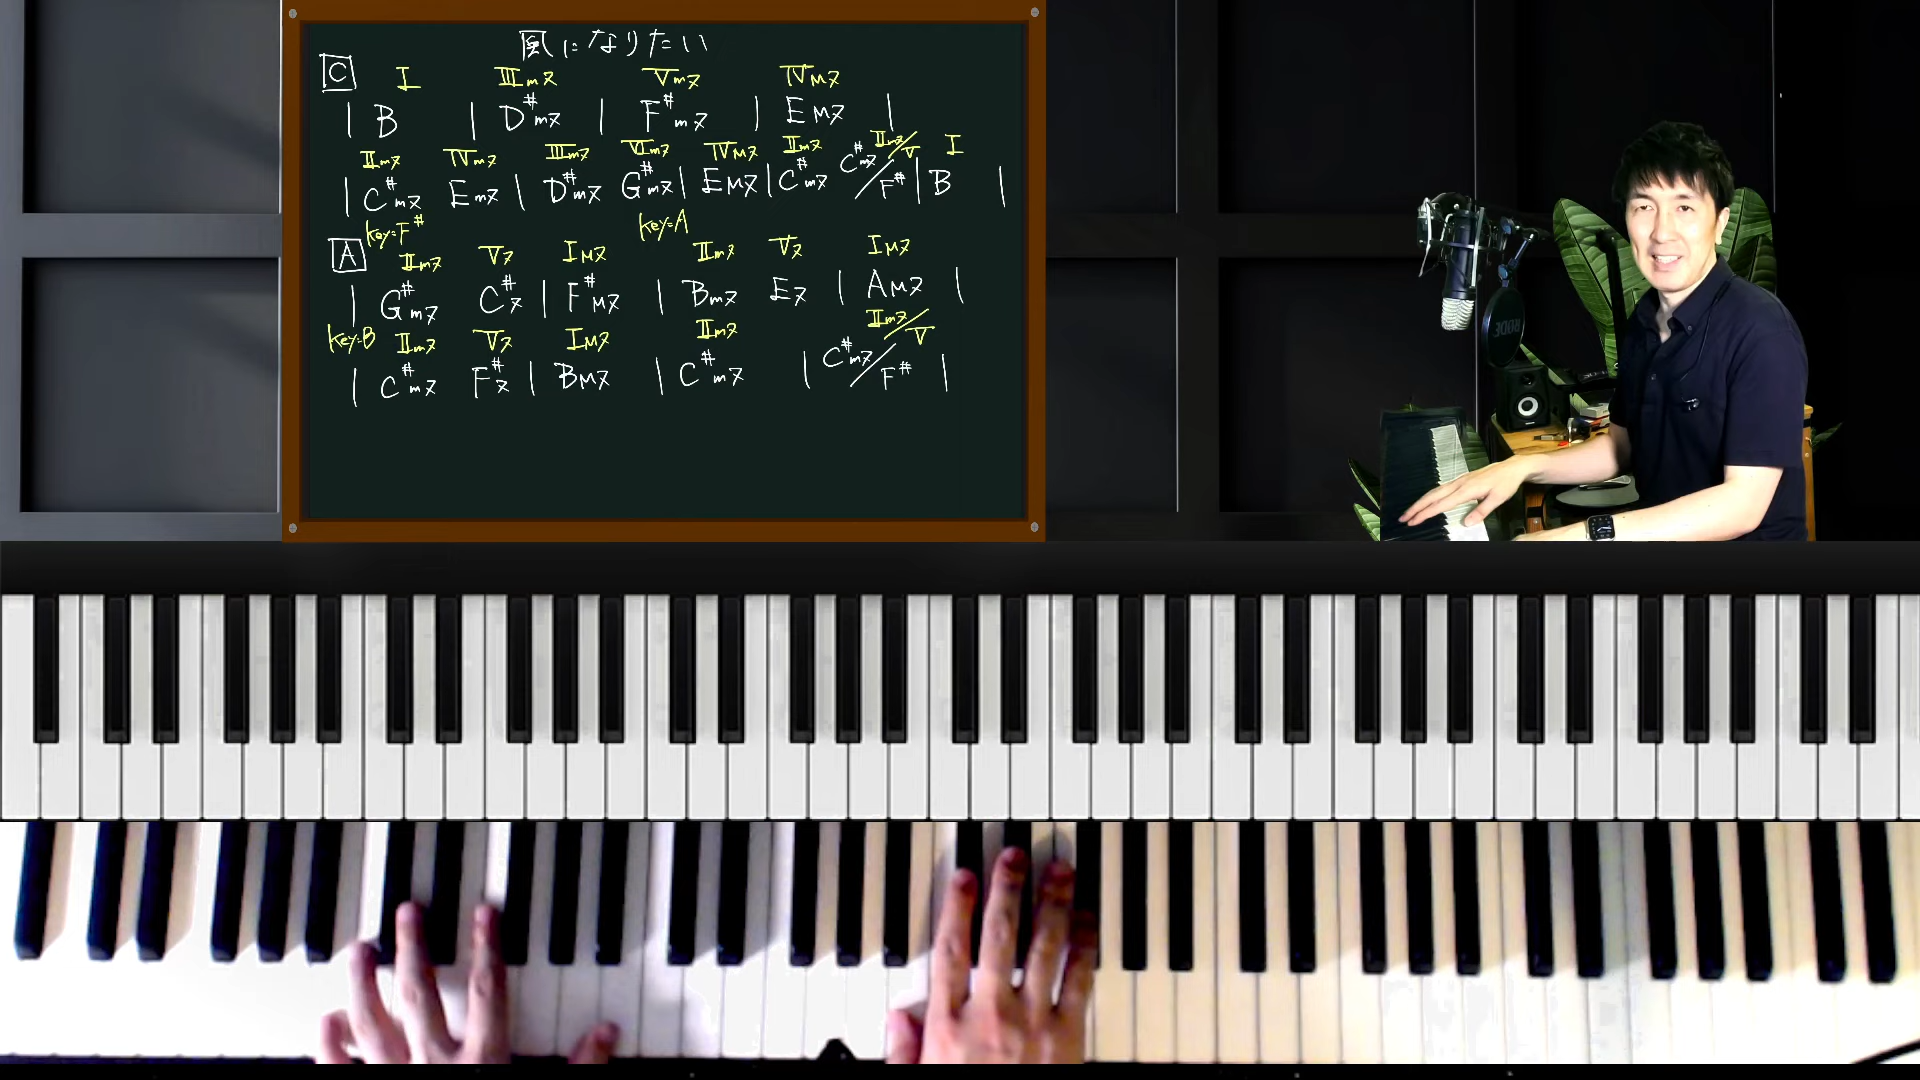 風になりたい
C I IIIm7 Vm7 IVM7
| B | D#m7 | F#m7 | EM7 |
IIm7 IVm7 IIIm7 VIm7 IVM7 IIm7 IIm7/V I
| C#m7 Em7 | D#m7 G#m7 | EM7 | C#m7 C#m7/F# | B |
key=F# key=A
A IIm7 V7 IM7 IIm7 V7 IM7
| G#m7 C#7 | F#M7 | Bm7 E7 | AM7 |
key=B IIm7 V7 IM7 IIm7 IIm7/V
| C#m7 F#7 | BM7 | C#m7 | C#m7/F# |
RODE